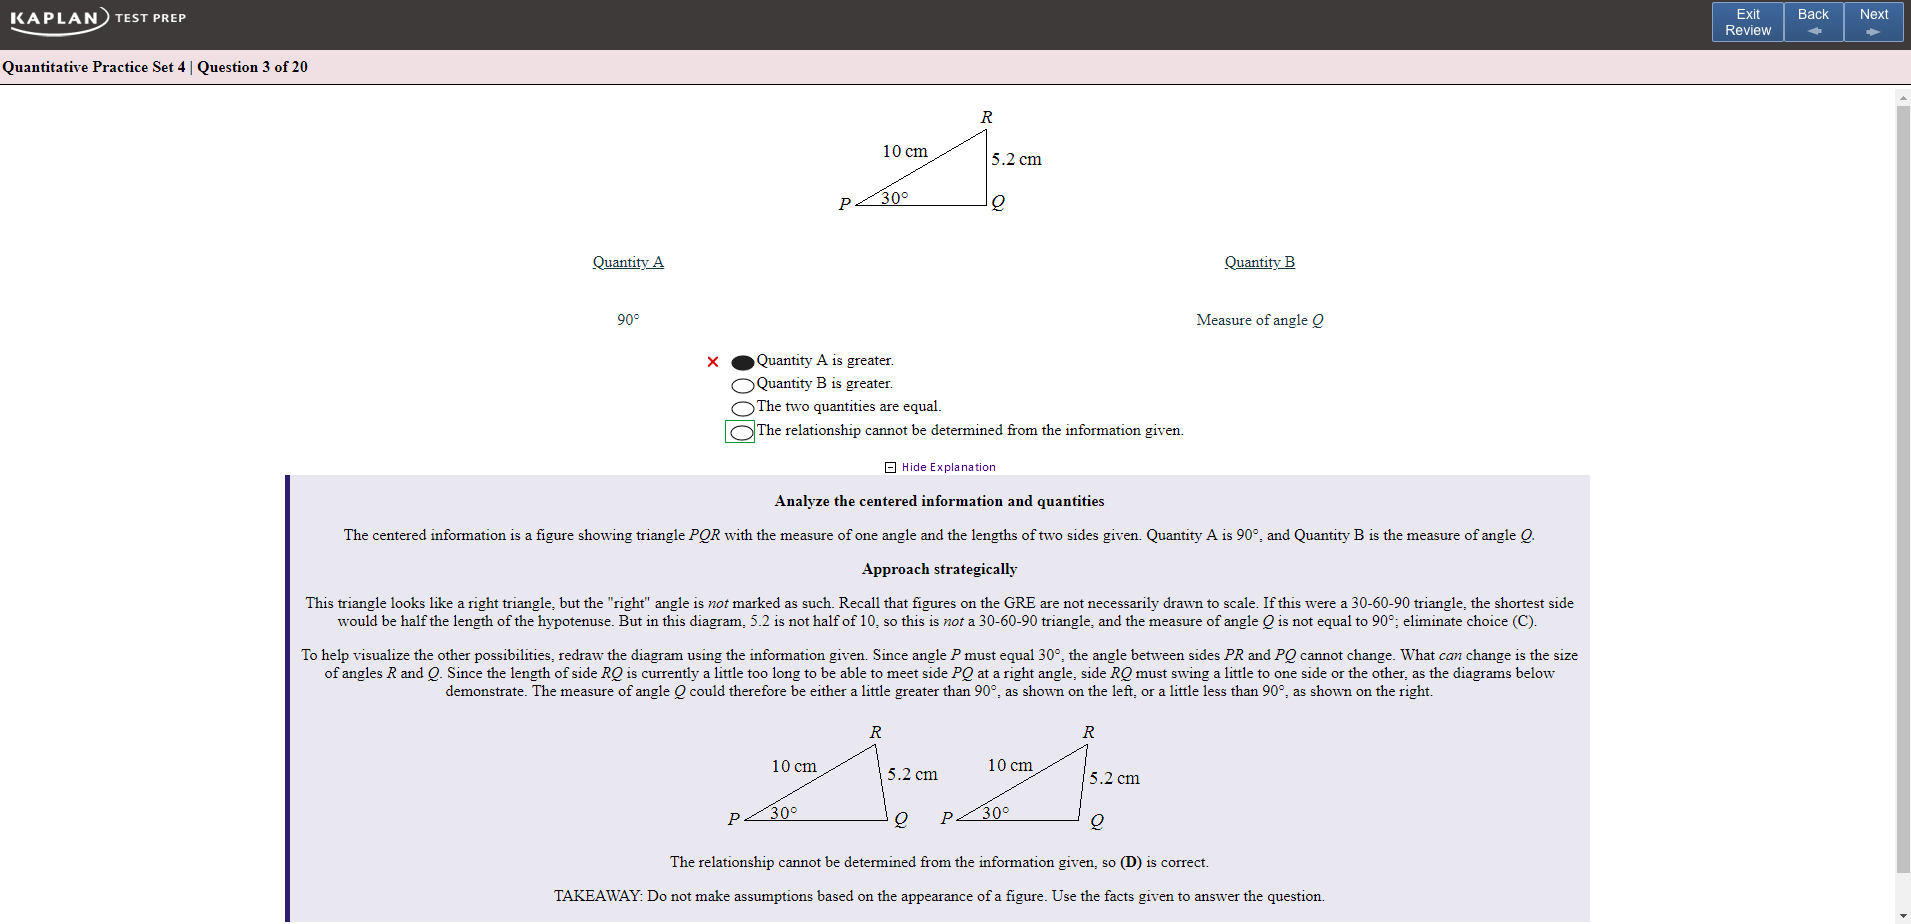 KAPLAN TEST PREP
Exit Review
Back
Next
Quantitative Practice Set 4 | Question 3 of 20
R
10 cm
5.2 cm
30°
P
Q
Quantity A
Quantity B
90°
Measure of angle Q
Quantity A is greater.
Quantity B is greater.
The two quantities are equal.
The relationship cannot be determined from the information given.
Hide Explanation
Analyze the centered information and quantities
The centered information is a figure showing triangle PQR with the measure of one angle and the lengths of two sides given. Quantity A is 90°, and Quantity B is the measure of angle Q.
Approach strategically
This triangle looks like a right triangle, but the "right" angle is not marked as such. Recall that figures on the GRE are not necessarily drawn to scale. If this were a 30-60-90 triangle, the shortest side
would be half the length of the hypotenuse. But in this diagram, 5.2 is not half of 10, so this is not a 30-60-90 triangle, and the measure of angle Q is not equal to 90°; eliminate choice (C).
To help visualize the other possibilities, redraw the diagram using the information given. Since angle P must equal 30°, the angle between sides PR and PQ cannot change. What can change is the size
of angles R and Q. Since the length of side RQ is currently a little too long to be able to meet side PQ at a right angle, side RQ must swing a little to one side or the other, as the diagrams below
demonstrate. The measure of angle Q could therefore be either a little greater than 90°, as shown on the left, or a little less than 90°, as shown on the right.
R
10 cm
5.2 cm
30°
P
Q
R
10 cm
5.2 cm
30°
P
Q
The relationship cannot be determined from the information given, so (D) is correct.
TAKEAWAY: Do not make assumptions based on the appearance of a figure. Use the facts given to answer the question.